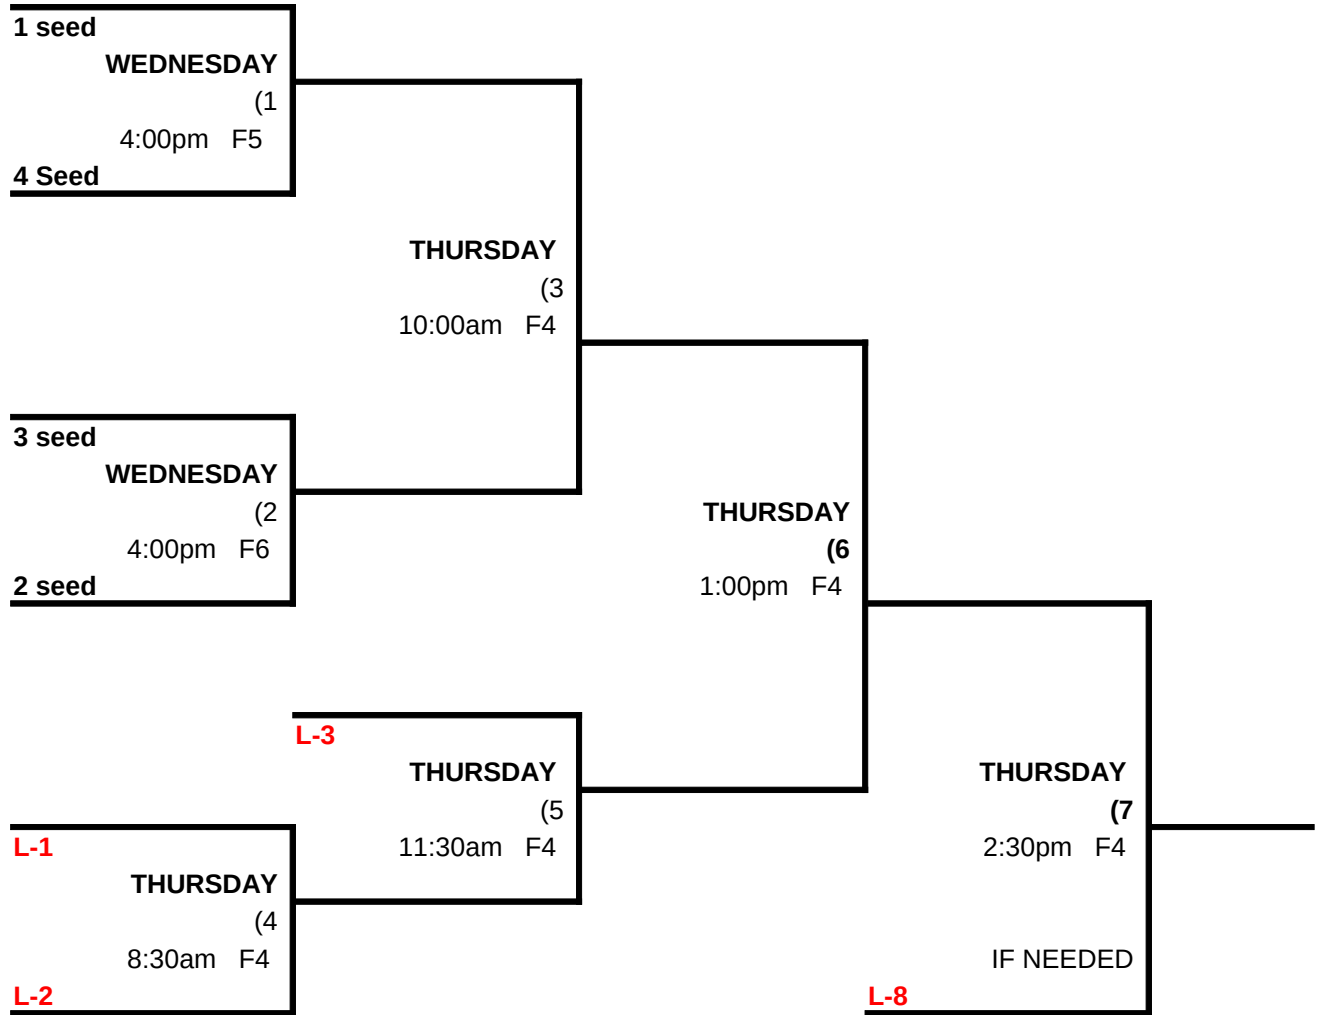 1 seed
WEDNESDAY
(1
4:00pm F5
4 Seed
THURSDAY
(3
10:00am F4
3 seed
WEDNESDAY
(2
4:00pm F6
2 seed
THURSDAY
(6
1:00pm F4
L-3
THURSDAY
(5
11:30am F4
L-1
THURSDAY
(4
8:30am F4
L-2
THURSDAY
(7
2:30pm F4
IF NEEDED
L-8